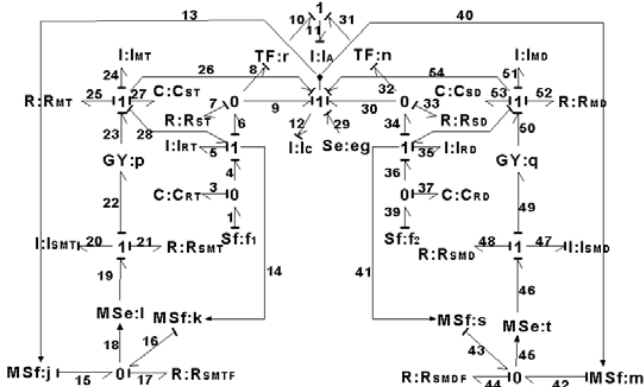 13 10 1 31 40
11
TF:r I:IA TF:n
I:IMT 8 I:IMD
24 26 32 54 51
R:RMT 25 1 27 C:CST 7 0 9 1 30 0 33 C:CSD 53 1 52 R:RMD
R:RST 6 12 29 34 R:RSD
23 28 I:IRT 5 1 I:IC Se:eg 1 35 I:IRD 50
GY:p 4 36 GY:q
C:CRT 3 0 0 37 C:CRD
22 1 39 49
Sf:f1 Sf:f2
I:ISMT 20 1 21 R:RSMT R:RSMD 48 1 47 I:ISMD
19 14 41 46
MSe:l MSf:k MSf:s MSe:t
18 16 43 45
MSf:j 15 0 17 R:RSMTF R:RSMDF 44 0 42 MSf:m